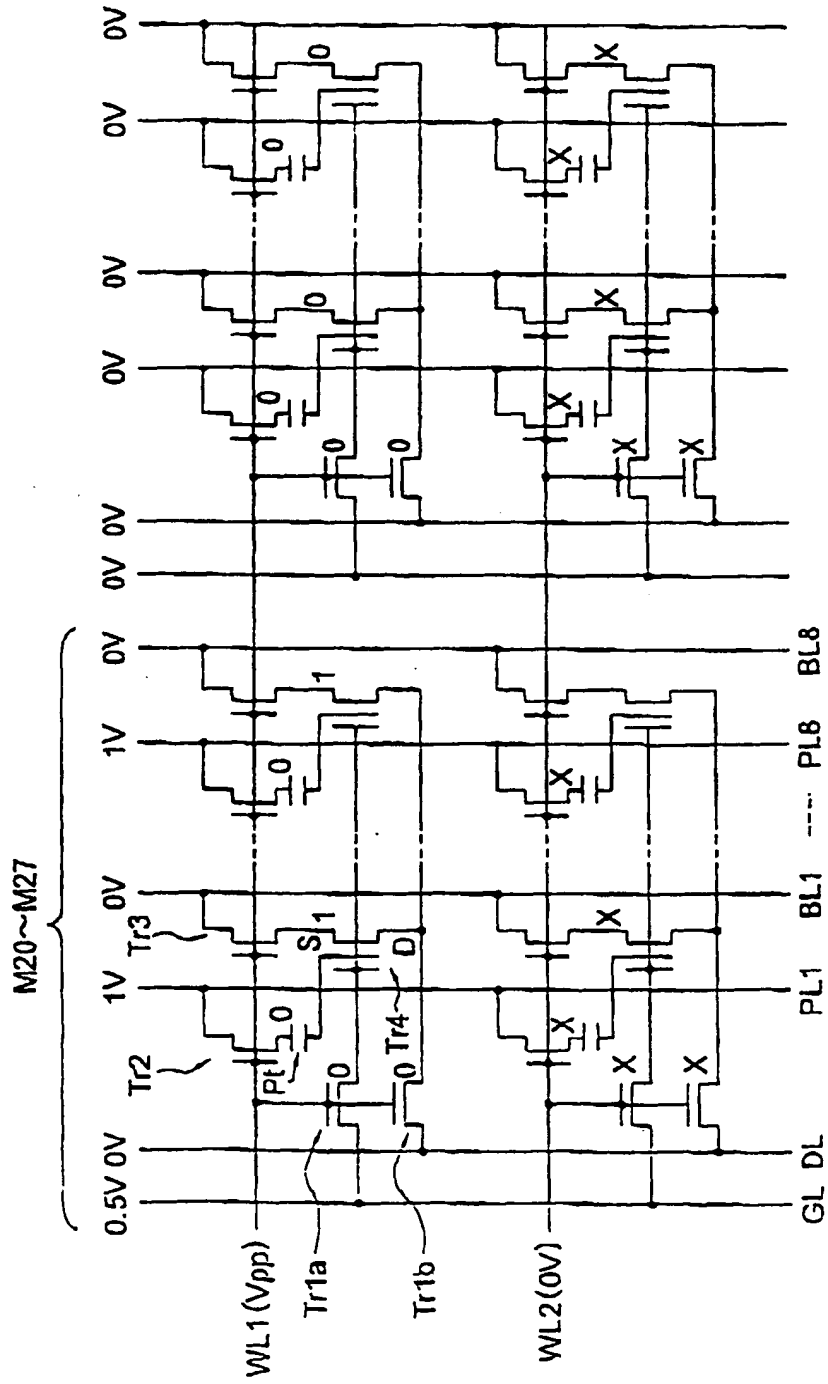 M20~M27
0.5V 0V 1V 0V 1V 0V 0V 0V 0V 0V 0V 0V
Tr2 Tr3
WL1 (Vpp)
Pt 0 S 1 0 1 0 0 0 0
Tr1a 0 Tr4 D 0
Tr1b 0 0
WL2 (0V)
X X X X X X X
X X
X X
GL DL PL1 BL1 ---- PL8 BL8